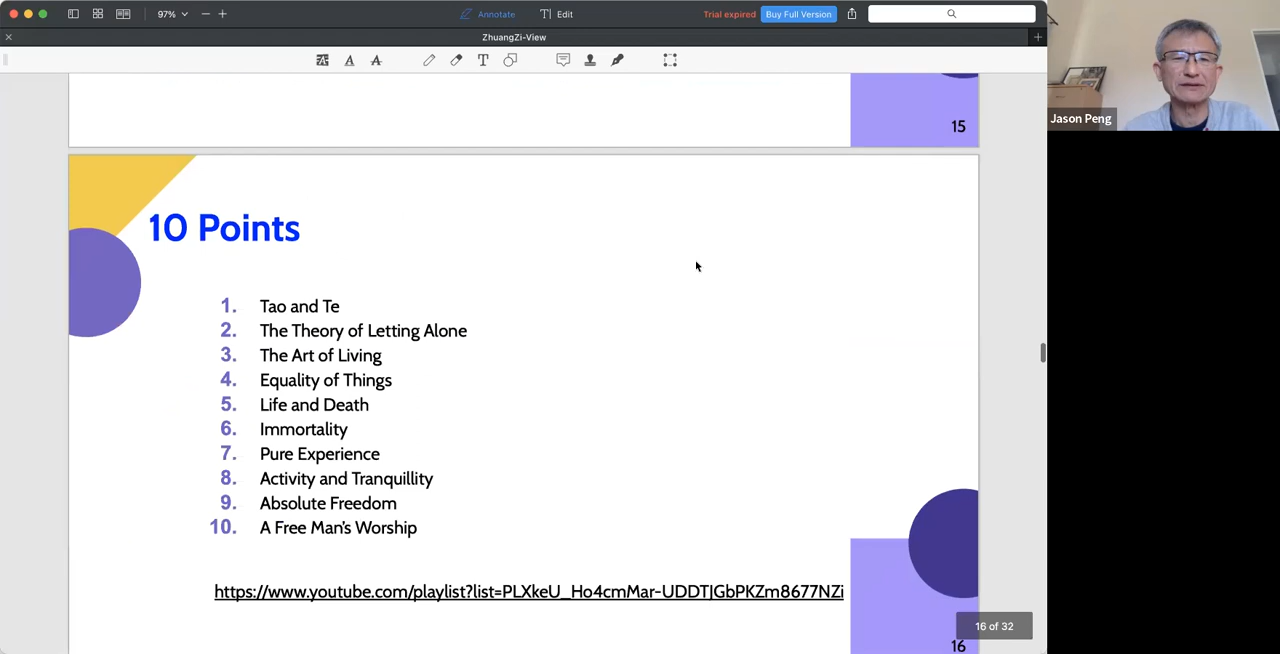 97%
Annotate
Edit
Trial expired
Buy Full Version
ZhuangZi-View
15
10 Points
1. Tao and Te
2. The Theory of Letting Alone
3. The Art of Living
4. Equality of Things
5. Life and Death
6. Immortality
7. Pure Experience
8. Activity and Tranquillity
9. Absolute Freedom
10. A Free Man's Worship
https://www.youtube.com/playlist?list=PLXkeU_Ho4cmMar-UDDTJGbPKZm8677NZi
16 of 32
16
Jason Peng